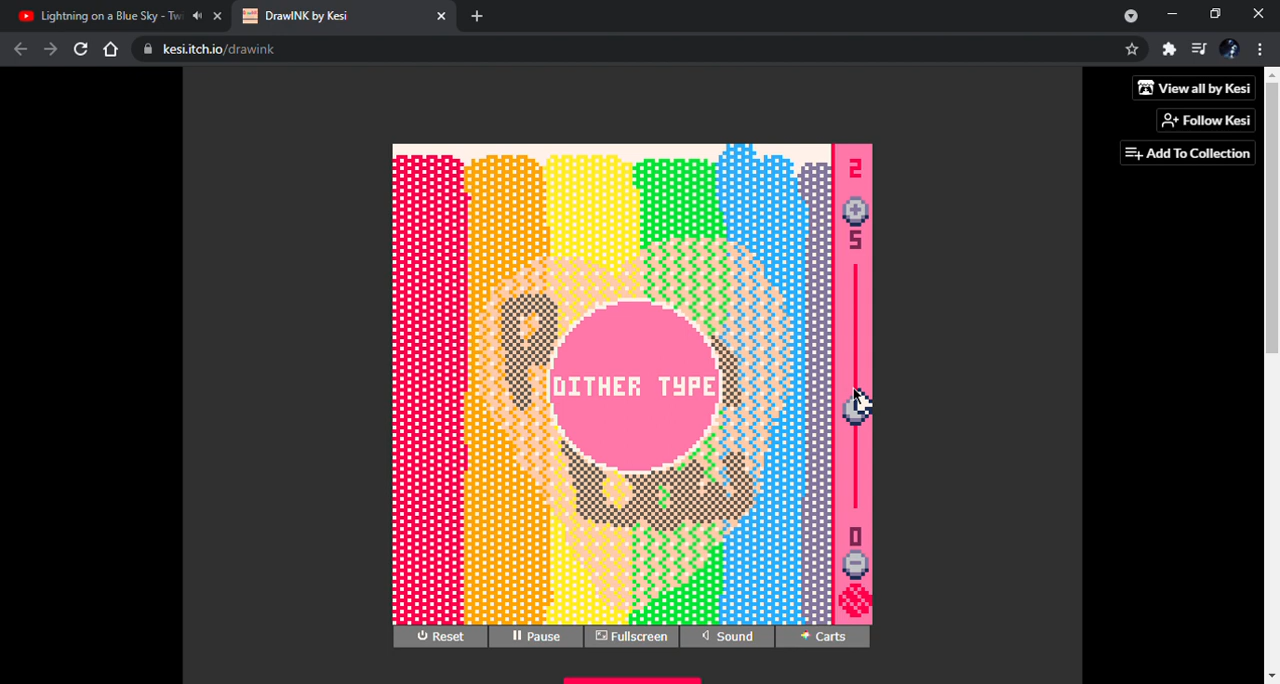 Lightning on a Blue Sky - Twi
DrawINK by Kesi
kesi.itch.io/drawink
View all by Kesi
Follow Kesi
Add To Collection
2
5
DITHER TYPE
0
Reset
Pause
Fullscreen
Sound
Carts